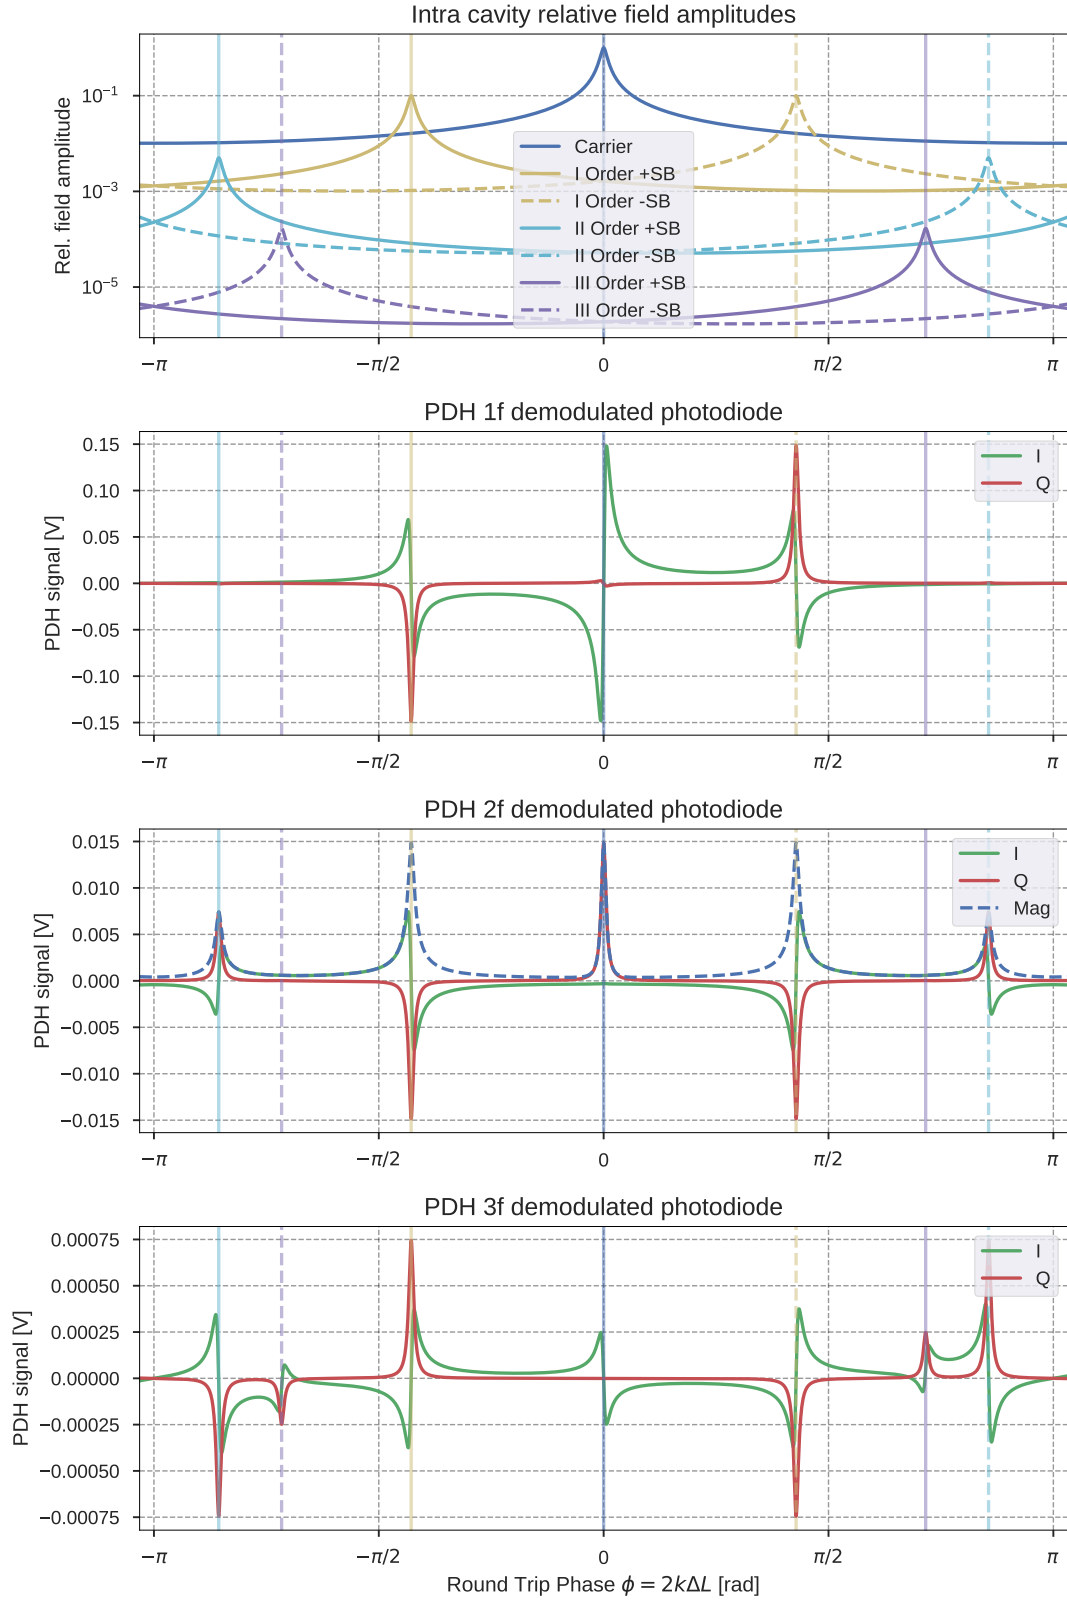 Intra cavity relative field amplitudes
Rel. field amplitude
10⁻¹
10⁻³
10⁻⁵
Carrier
I Order +SB
I Order -SB
II Order +SB
II Order -SB
III Order +SB
III Order -SB
−π
−π/2
0
π/2
π
PDH 1f demodulated photodiode
PDH signal [V]
0.15
0.10
0.05
0.00
−0.05
−0.10
−0.15
I
Q
−π
−π/2
0
π/2
π
PDH 2f demodulated photodiode
PDH signal [V]
0.015
0.010
0.005
0.000
−0.005
−0.010
−0.015
I
Q
Mag
−π
−π/2
0
π/2
π
PDH 3f demodulated photodiode
PDH signal [V]
0.00075
0.00050
0.00025
0.00000
−0.00025
−0.00050
−0.00075
I
Q
−π
−π/2
0
π/2
π
Round Trip Phase ϕ = 2kΔL [rad]